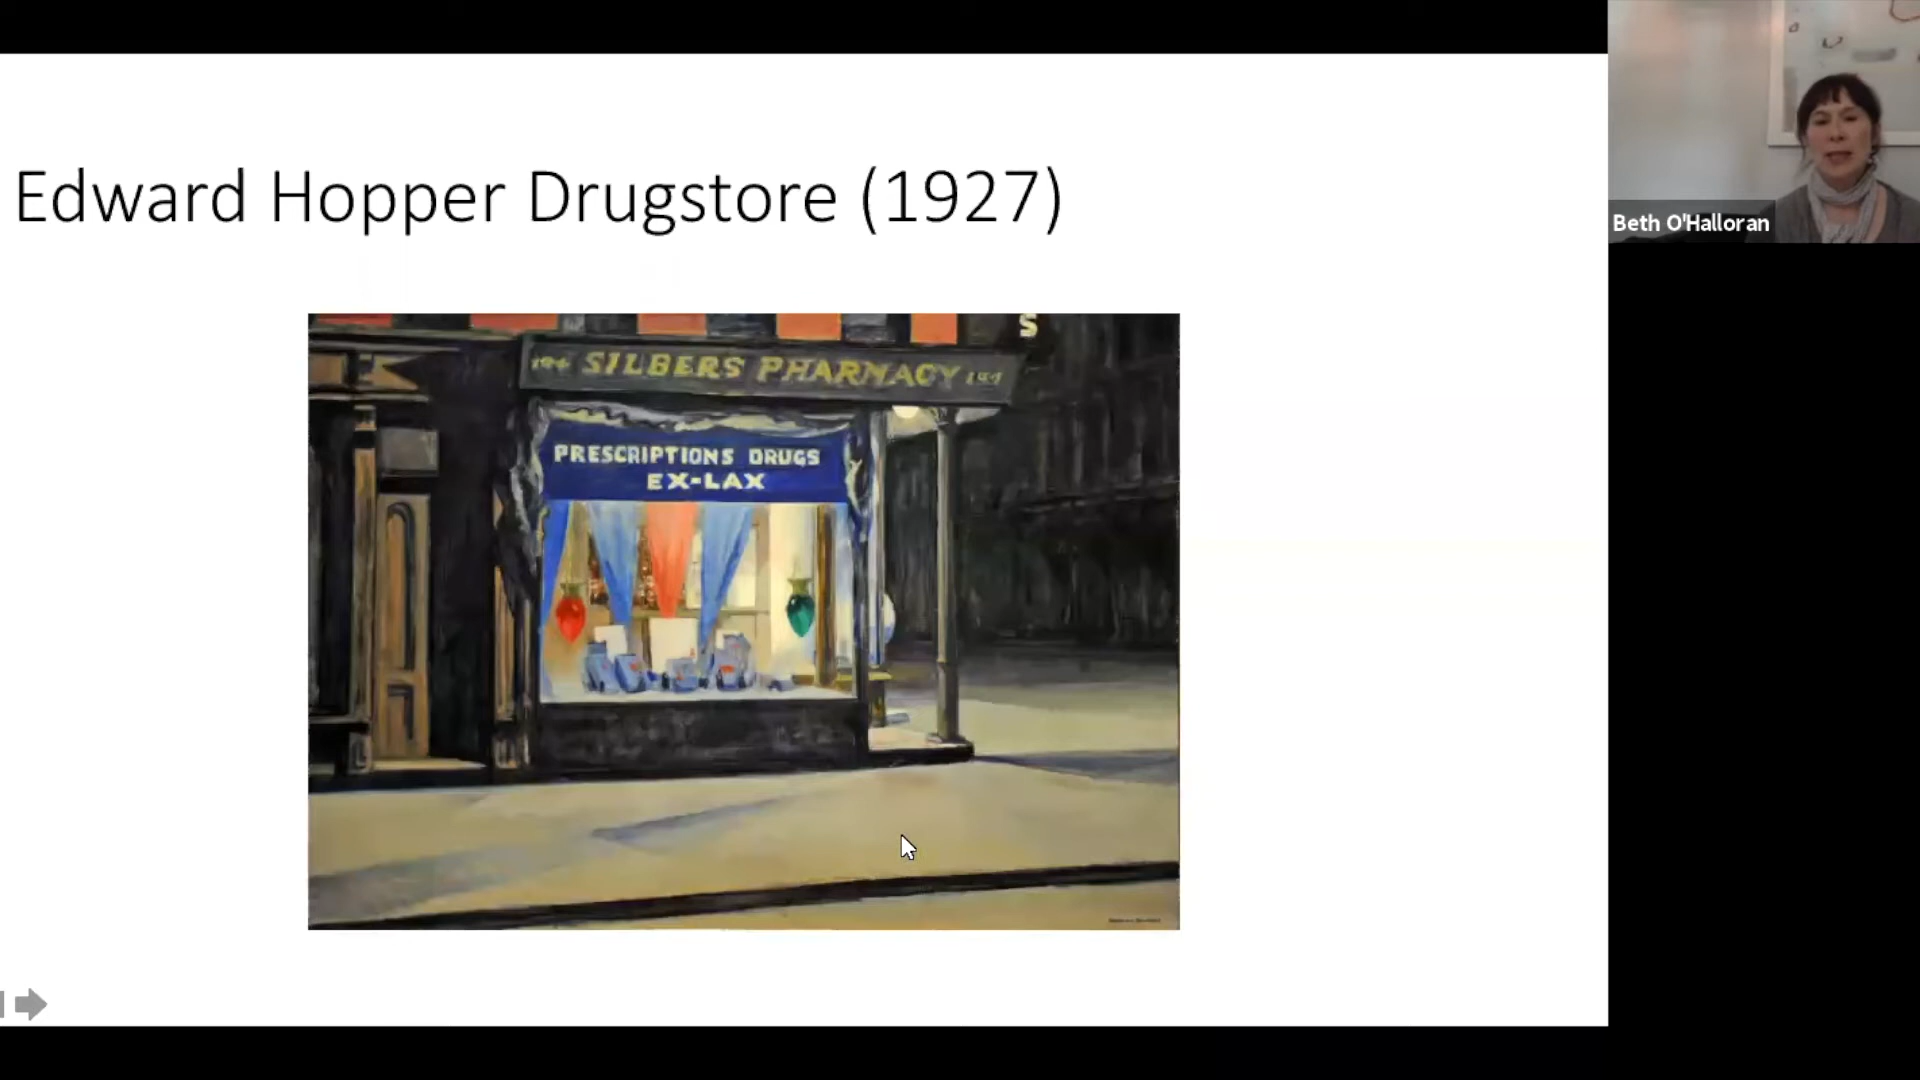 Edward Hopper Drugstore (1927)
S
SILBERS PHARMACY
PRESCRIPTIONS DRUGS
EX-LAX
Beth O'Halloran